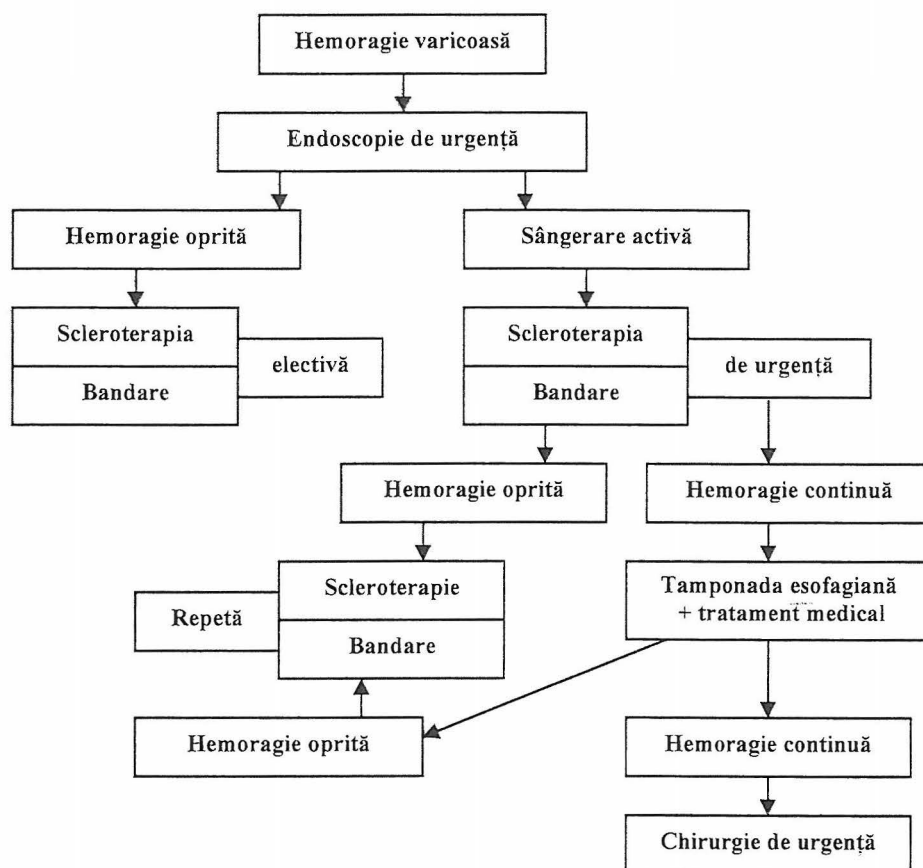 Hemoragie varicoasă
Endoscopie de urgență
Hemoragie oprită
Sângerare activă
Scleroterapia
Bandare
electivă
Scleroterapia
Bandare
de urgență
Hemoragie oprită
Hemoragie continuă
Repetă
Scleroterapie
Bandare
Tamponada esofagiană
+ tratament medical
Hemoragie oprită
Hemoragie continuă
Chirurgie de urgență